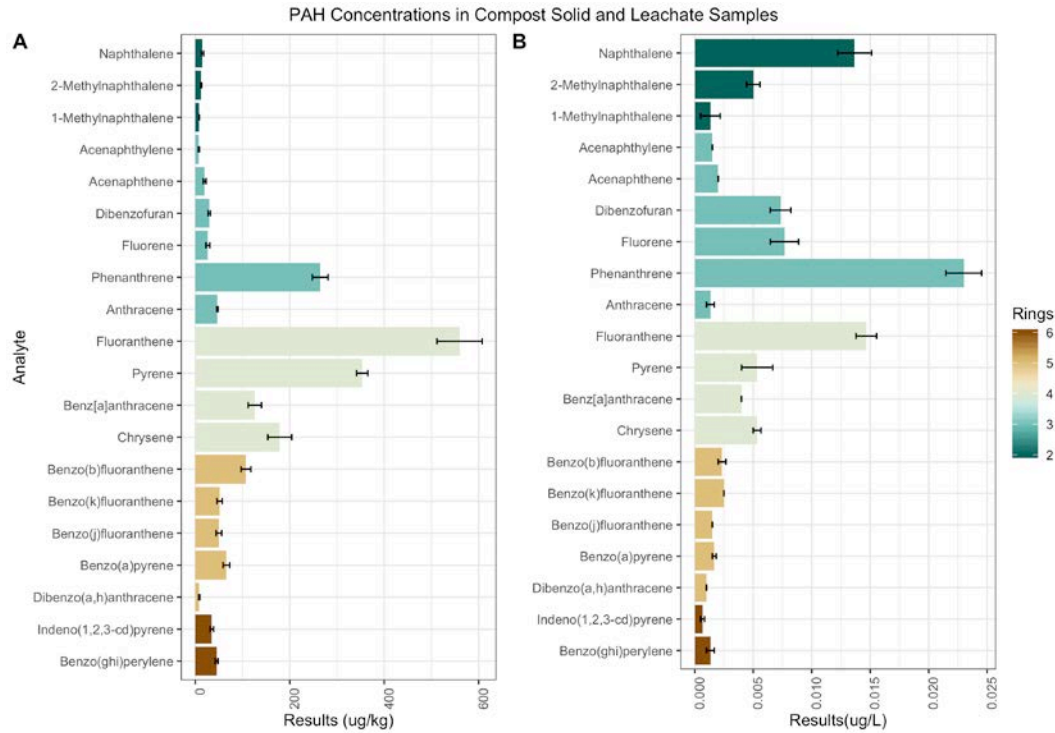 PAH Concentrations in Compost Solid and Leachate Samples
A
Analyte
Naphthalene
2-Methylnaphthalene
1-Methylnaphthalene
Acenaphthylene
Acenaphthene
Dibenzofuran
Fluorene
Phenanthrene
Anthracene
Fluoranthene
Pyrene
Benz[a]anthracene
Chrysene
Benzo(b)fluoranthene
Benzo(k)fluoranthene
Benzo(j)fluoranthene
Benzo(a)pyrene
Dibenzo(a,h)anthracene
Indeno(1,2,3-cd)pyrene
Benzo(ghi)perylene
0
200
400
600
Results (ug/kg)
B
Naphthalene
2-Methylnaphthalene
1-Methylnaphthalene
Acenaphthylene
Acenaphthene
Dibenzofuran
Fluorene
Phenanthrene
Anthracene
Fluoranthene
Pyrene
Benz[a]anthracene
Chrysene
Benzo(b)fluoranthene
Benzo(k)fluoranthene
Benzo(j)fluoranthene
Benzo(a)pyrene
Dibenzo(a,h)anthracene
Indeno(1,2,3-cd)pyrene
Benzo(ghi)perylene
0.000
0.005
0.010
0.015
0.020
0.025
Results(ug/L)
Rings
6
5
4
3
2